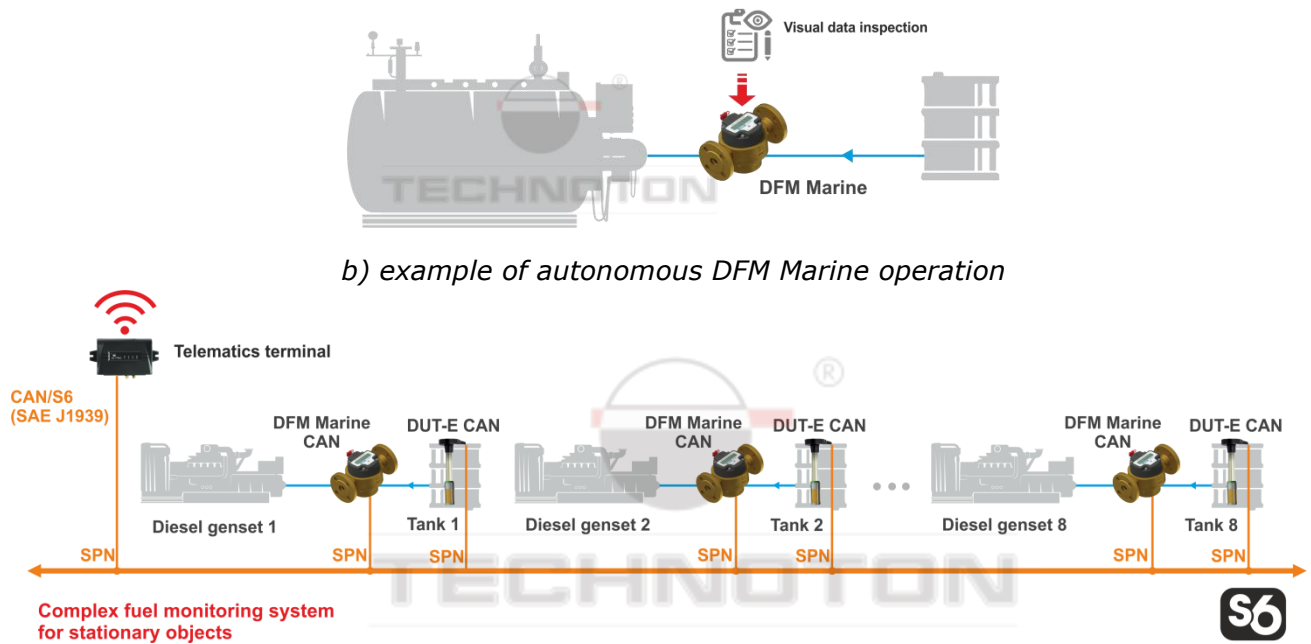 Visual data inspection
®
TECHNOTON
DFM Marine
b) example of autonomous DFM Marine operation
Telematics terminal
CAN/S6
(SAE J1939)
DFM Marine
CAN
DUT-E CAN
DFM Marine
CAN
DUT-E CAN
®
DFM Marine
CAN
DUT-E CAN
Diesel genset 1
Tank 1
Diesel genset 2
Tank 2
Diesel genset 8
Tank 8
SPN
SPN
SPN
SPN
SPN
SPN
SPN
TECHNOTON
Complex fuel monitoring system
for stationary objects
S6